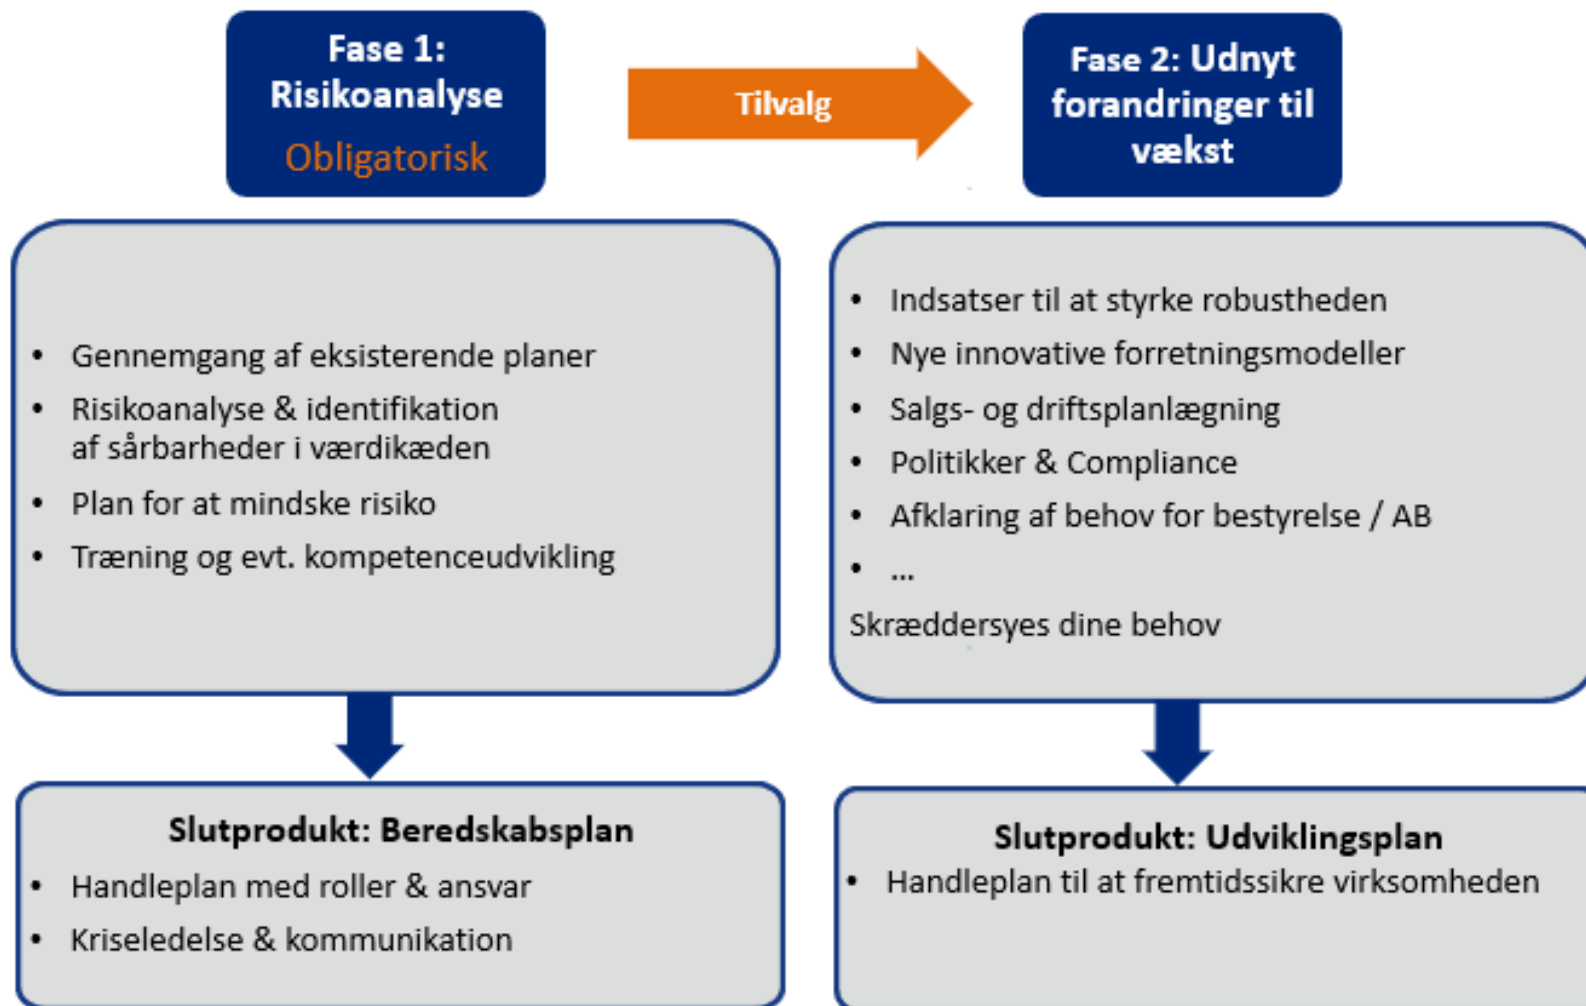 Fase 1:
Risikoanalyse
Obligatorisk
Tilvalg
Fase 2: Udnyt
forandringer til
vækst
• Gennemgang af eksisterende planer
• Risikoanalyse & identifikation
af sårbarheder i værdikæden
• Plan for at mindske risiko
• Træning og evt. kompetenceudvikling
• Indsatser til at styrke robustheden
• Nye innovative forretningsmodeller
• Salgs- og driftsplanlægning
• Politikker & Compliance
• Afklaring af behov for bestyrelse / AB
• ...
Skræddersyes dine behov
Slutprodukt: Beredskabsplan
• Handleplan med roller & ansvar
• Kriseledelse & kommunikation
Slutprodukt: Udviklingsplan
• Handleplan til at fremtidssikre virksomheden